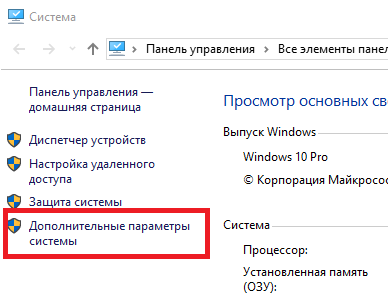 Система
Панель управления
Все элементы пане
Панель управления —
домашняя страница
Диспетчер устройств
Настройка удаленного
доступа
Защита системы
Дополнительные параметры
системы
Просмотр основных св
Выпуск Windows
Windows 10 Pro
© Корпорация Майкрософ
Система
Процессор:
Установленная память
(ОЗУ):